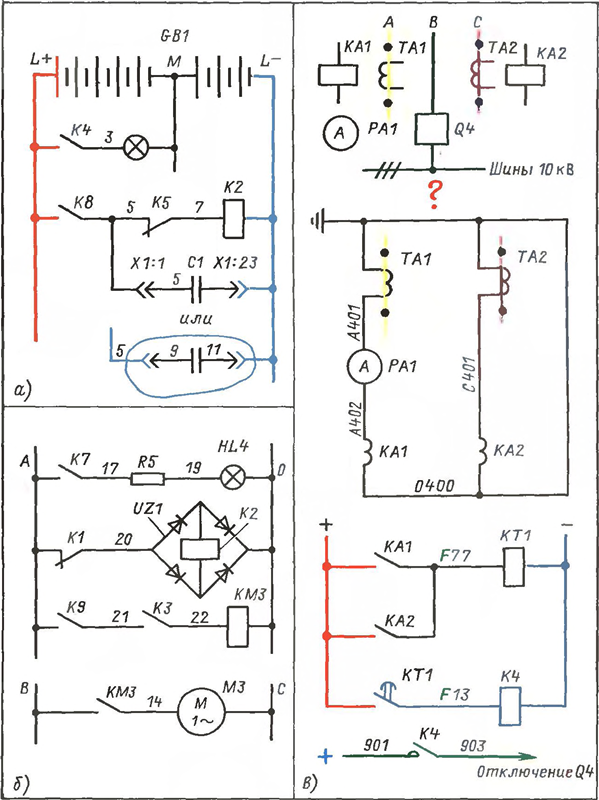 GB1
L+ M L−
K4
3
K8 5 K5 7 K2
X1:1 5 C1 X1:23
или
5 9 11
а)
A K7 17 R5 19 HL4 0
UZ1 K2
K1 20
K9 21 K3 22 KM3
B KM3 14 M3 C
M
1~
б)
A B C
KA1 TA1 TA2 KA2
A PA1 Q4
Шины 10 кВ
?
TA1 TA2
A401
A PA1
C401
A402
KA1 KA2
0400
+ −
KA1 F77 KT1
KA2
KT1 F13 K4
+ 901 K4 903
Отключение Q4
в)